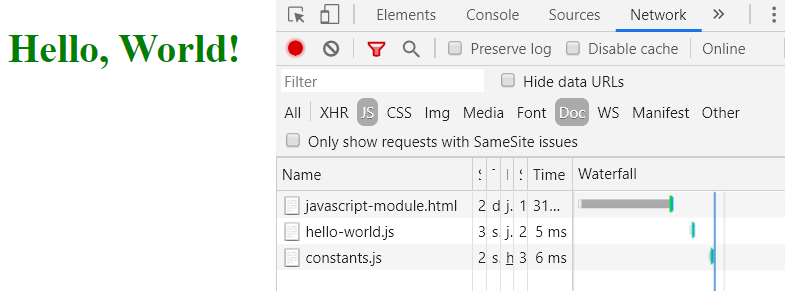 Hello, World!
Elements Console Sources Network »
Preserve log Disable cache Online
Filter Hide data URLs
All XHR JS CSS Img Media Font Doc WS Manifest Other
Only show requests with SameSite issues
Name Time Waterfall
javascript-module.html 2 d j. 1 31...
hello-world.js 3 s. j. 2 5 ms
constants.js 2 s. h 3 6 ms